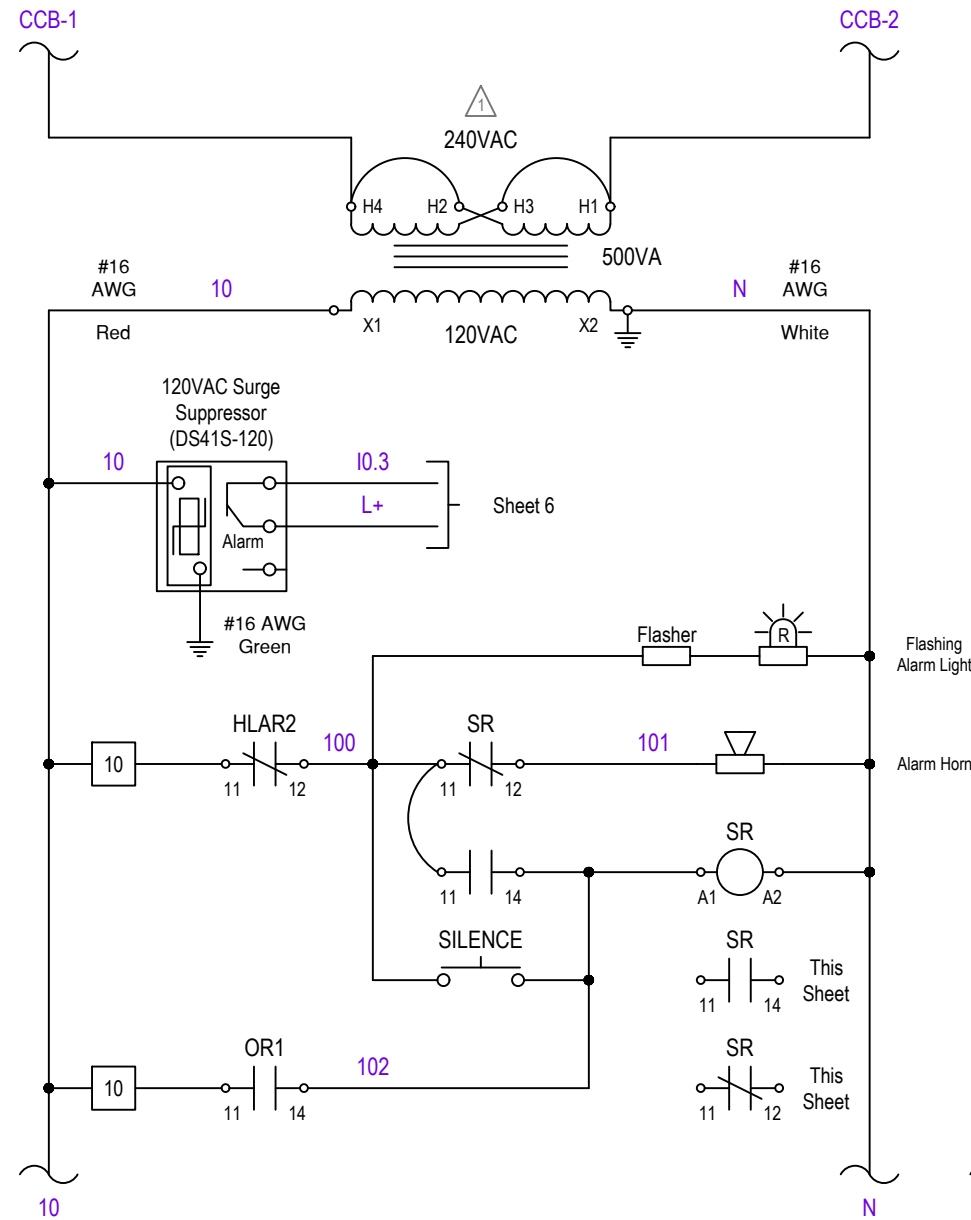 CCB-1
CCB-2
1
240VAC
H4 H2 H3 H1
500VA
#16
AWG
10
Red
X1
120VAC
X2
N
#16
AWG
White
120VAC Surge
Suppressor
(DS41S-120)
10
I0.3
L+
Alarm
Sheet 6
#16 AWG
Green
Flasher
R
Flashing
Alarm Light
10
HLAR2
11 12
100
SR
11 12
101
Alarm Horn
11 14
SR
A1 A2
SILENCE
SR
11 14
This
Sheet
10
OR1
11 14
102
SR
11 12
This
Sheet
10
N